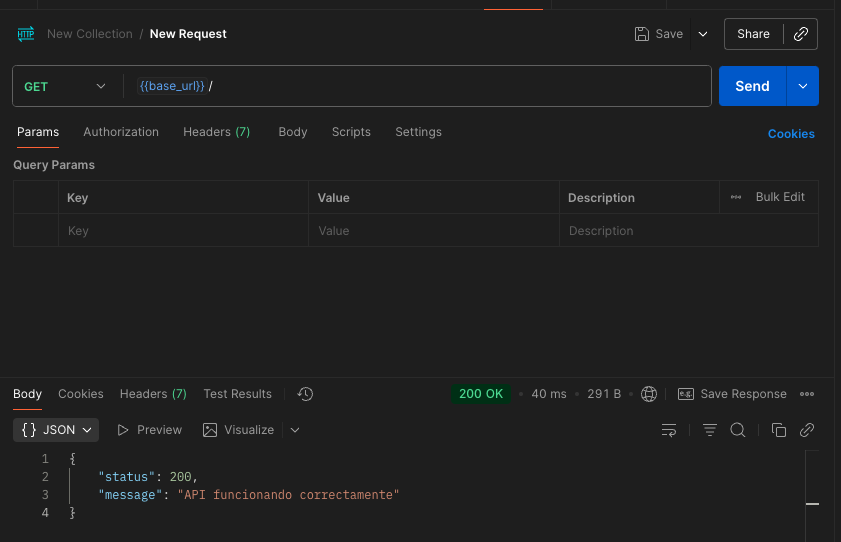 HTTP New Collection / New Request Save Share
GET {{base_url}}/ Send
Params Authorization Headers (7) Body Scripts Settings Cookies
Query Params
Key Value Description Bulk Edit
Key Value Description
Body Cookies Headers (7) Test Results 200 OK • 40 ms • 291 B • e.g. Save Response
{} JSON Preview Visualize
1 {
2 "status": 200,
3 "message": "API funcionando correctamente"
4 }